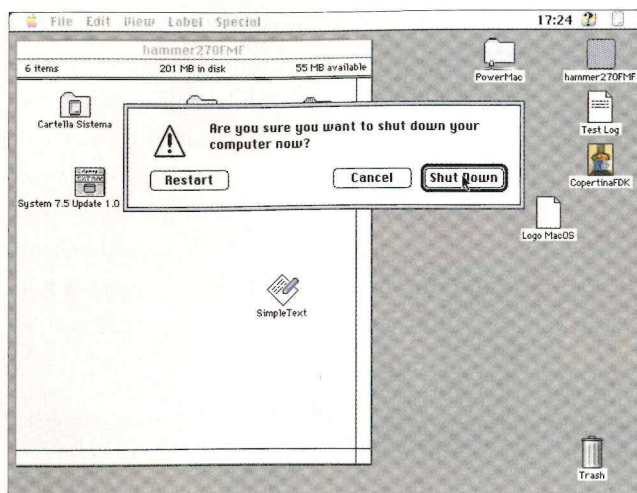 File Edit View Label Special
17:24
hammer270FMF
6 items 201 MB in disk 55 MB available
Cartella Sistema
Are you sure you want to shut down your
computer now?
Restart Cancel Shut Down
System 7.5 Update 1.0
SimpleText
PowerMac
hammer270FMF
Test Log
CopertinaFDK
Logo MacOS
Trash